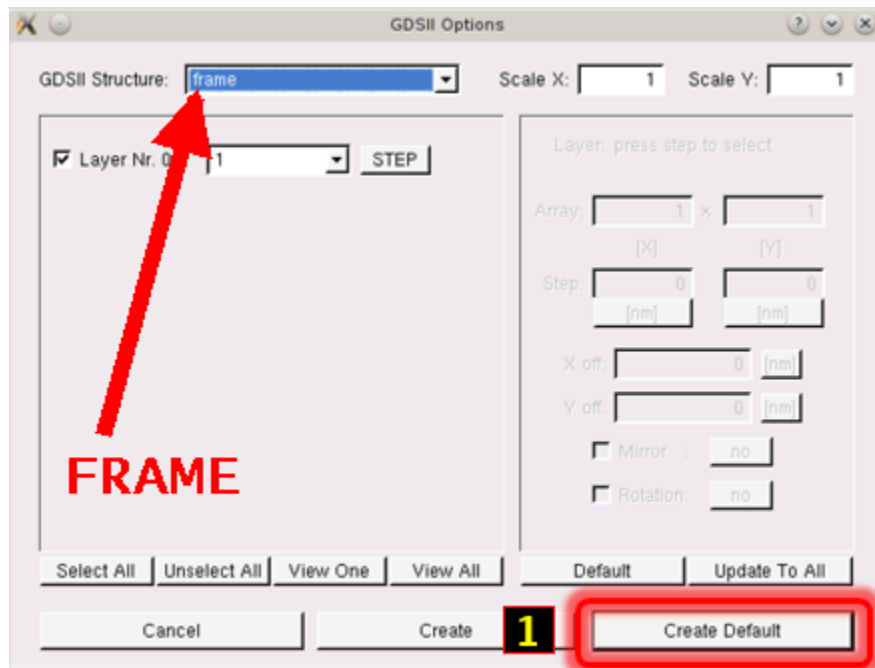 GDSII Options
GDSII Structure: frame Scale X: 1 Scale Y: 1
Layer Nr. 0 1 STEP
Layer: press step to select
Array: 1 x 1
[X] [Y]
Step: 0 0
[nm] [nm]
X off: 0 [nm]
Y off: 0 [nm]
Mirror : no
Rotation: no
FRAME
Select All Unselect All View One View All Default Update To All
Cancel Create 1 Create Default